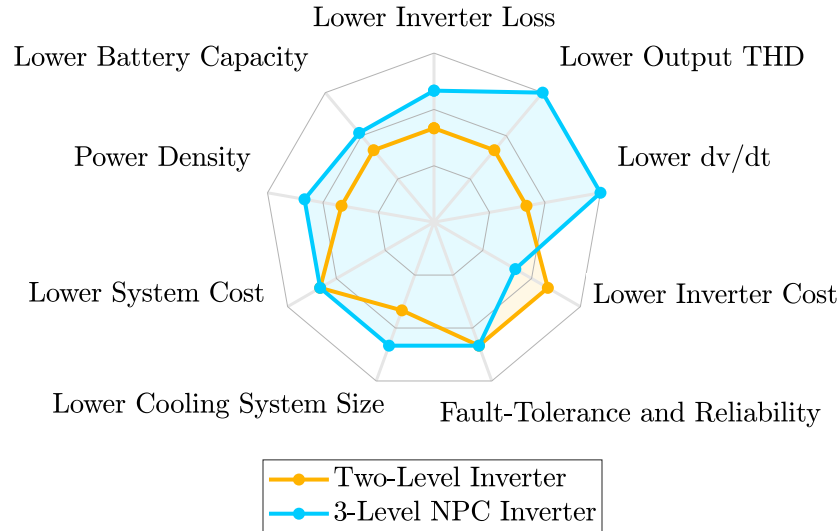 Lower Inverter Loss
Lower Battery Capacity
Lower Output THD
Power Density
Lower dv/dt
Lower System Cost
Lower Inverter Cost
Lower Cooling System Size
Fault-Tolerance and Reliability
Two-Level Inverter
3-Level NPC Inverter